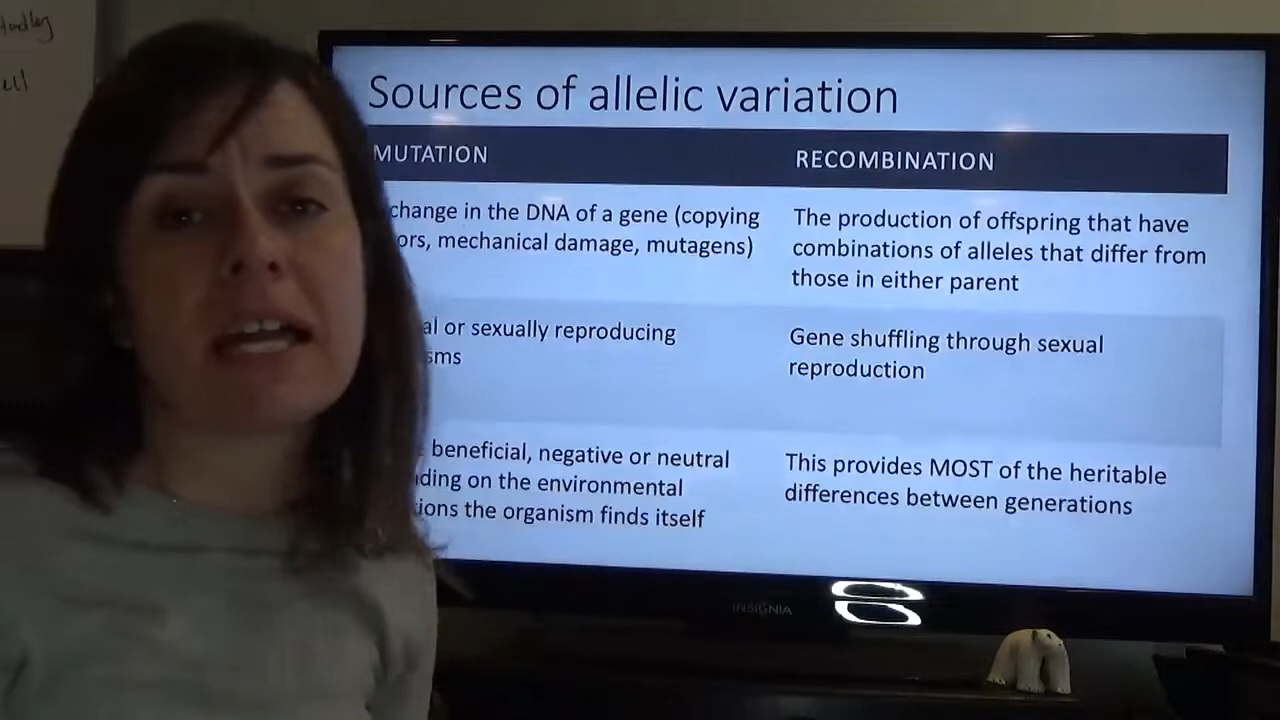 Sources of allelic variation
MUTATION
change in the DNA of a gene (copying
ors, mechanical damage, mutagens)
al or sexually reproducing
sms
beneficial, negative or neutral
ding on the environmental
ions the organism finds itself
RECOMBINATION
The production of offspring that have
combinations of alleles that differ from
those in either parent
Gene shuffling through sexual
reproduction
This provides MOST of the heritable
differences between generations
INSIGNIA